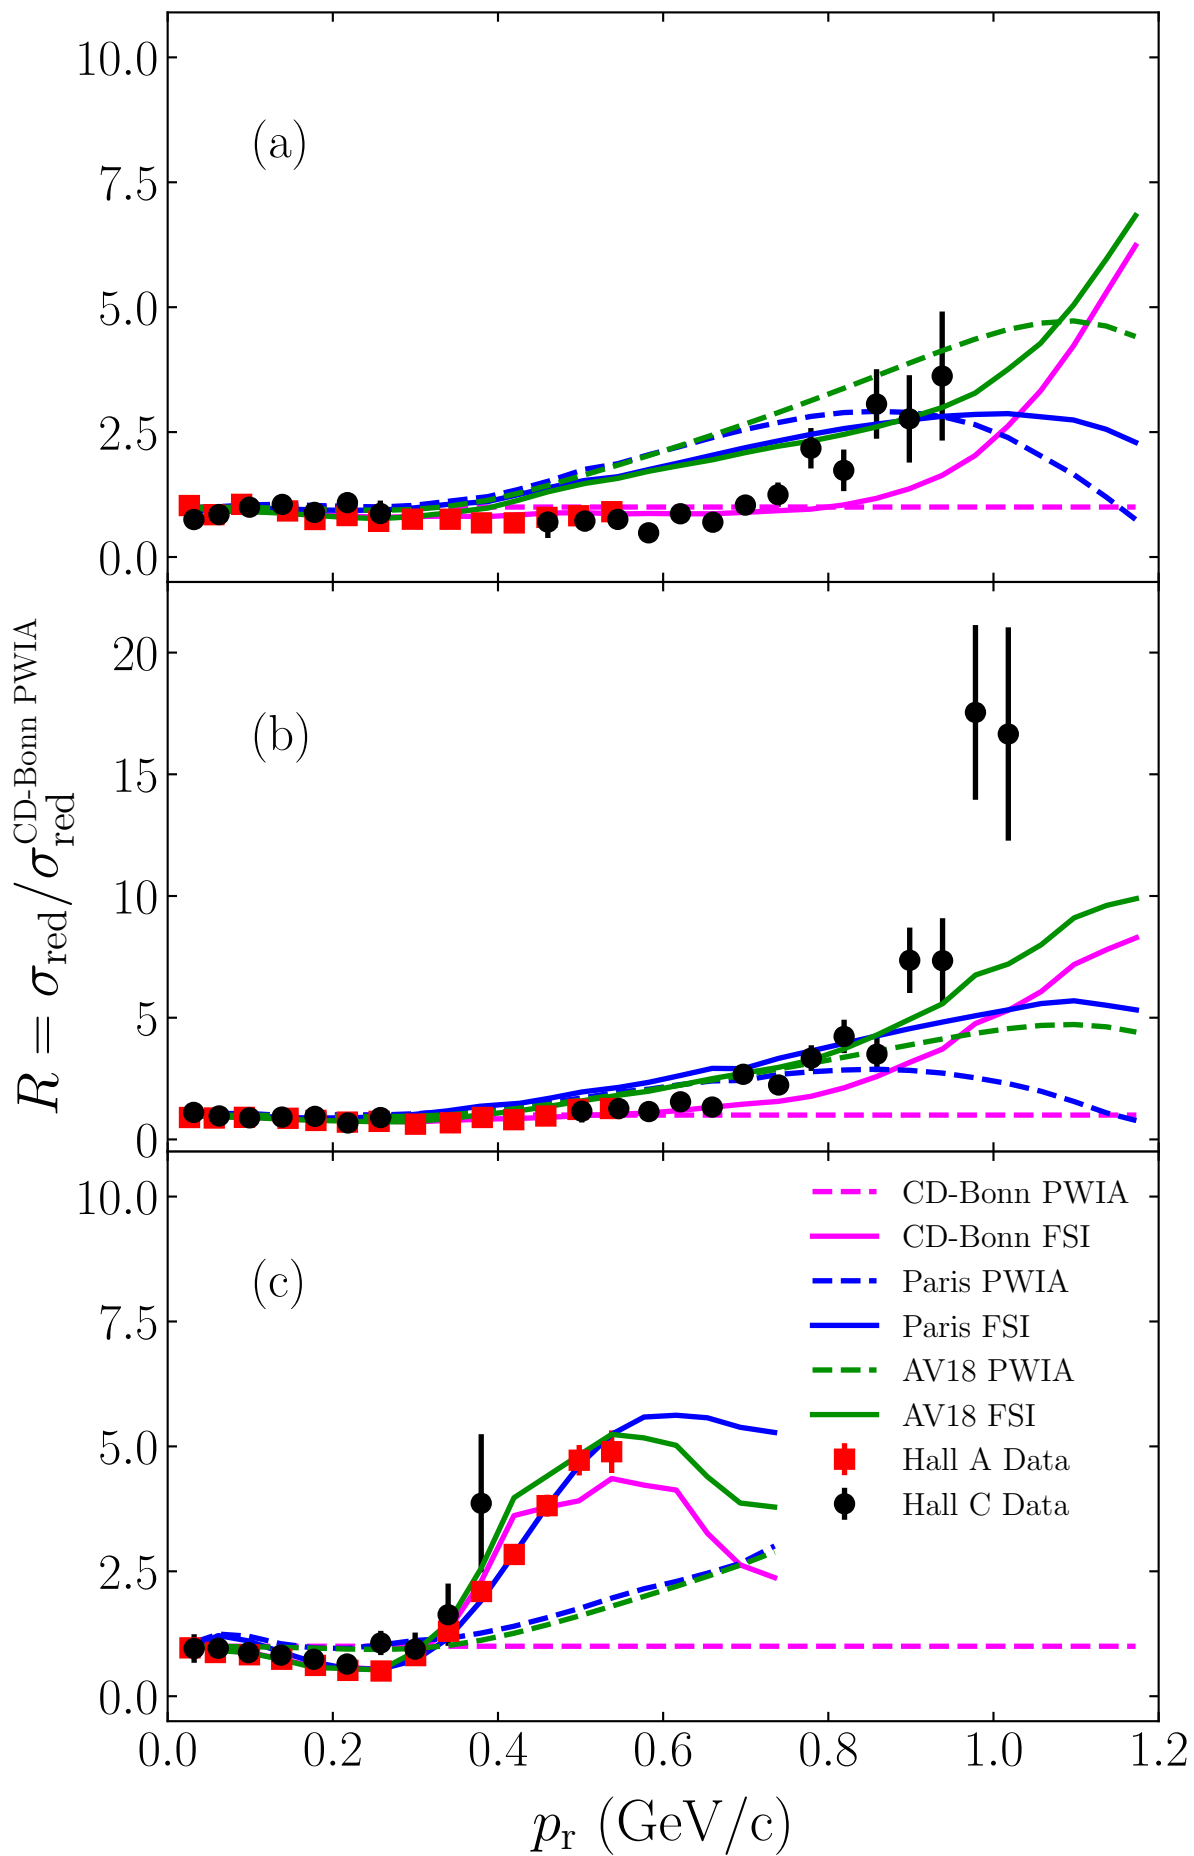 10.0
7.5
5.0
2.5
0.0
(a)
20
15
10
5
0
(b)
R = σred/σredCD-Bonn PWIA
10.0
7.5
5.0
2.5
0.0
(c)
CD-Bonn PWIA
CD-Bonn FSI
Paris PWIA
Paris FSI
AV18 PWIA
AV18 FSI
Hall A Data
Hall C Data
0.0 0.2 0.4 0.6 0.8 1.0 1.2
pr (GeV/c)